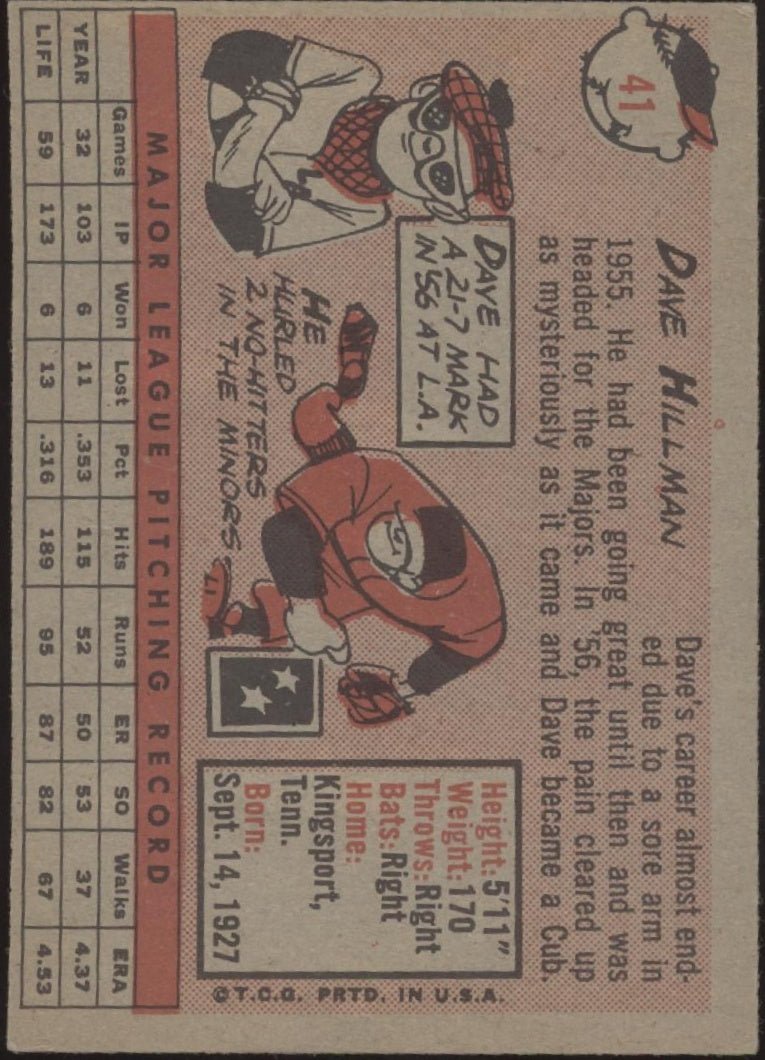 41
DAVE HILLMAN
Dave's career almost end-
ed due to a sore arm in
1955. He had been going great until then and was
headed for the Majors. In '56, the pain cleared up
as mysteriously as it came and Dave became a Cub.
DAVE HAD
A 21-7 MARK
IN '56 AT L.A.
HE
HURLED
2 NO-HITTERS
IN THE MINORS
Height: 5'11"
Weight: 170
Throws: Right
Bats: Right
Home:
Kingsport,
Tenn.
Born:
Sept. 14, 1927
©T.C.G. PRTD. IN U.S.A.
MAJOR LEAGUE PITCHING RECORD
Games IP Won Lost Pct Hits Runs ER SO Walks ERA
YEAR 32 103 6 11 .353 115 52 50 53 37 4.37
LIFE 59 173 6 13 .316 189 95 87 82 67 4.53